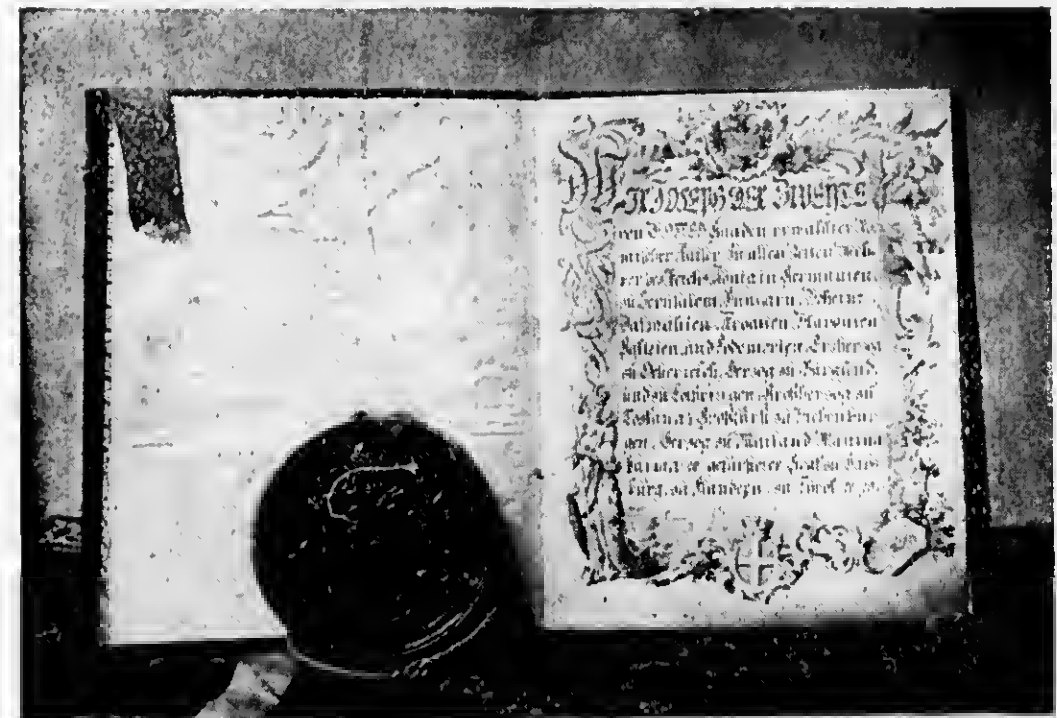 WIR JOSEPH DER ZWEYTE
von GOTTES Gnaden erwählter Rö-
mischer Kaiser zu allen Zeiten Meh-
rer des Reichs, König in Germanien,
zu Jerusalem, Hungarn, Böheim,
Dalmatien, Kroatien, Slavonien
Galizien, und Lodomerien, Erzherzog
zu Österreich, Herzog zu Burgund,
und zu Lothringen, Großherzog zu
Toskana, Großfürst zu Siebenbür-
gen, Herzog zu Mailand, Mantua
Parma, gefürsteter Graf zu Habs-
burg, zu Flandern, zu Tirol